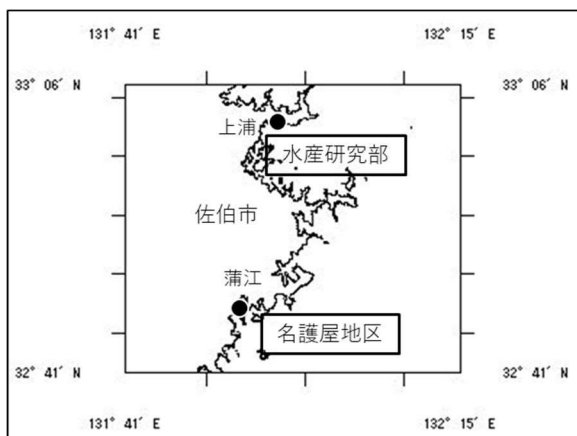 131° 41′ E 132° 15′ E
33° 06′ N 33° 06′ N
上浦
水産研究部
佐伯市
蒲江
名護屋地区
32° 41′ N 32° 41′ N
131° 41′ E 132° 15′ E